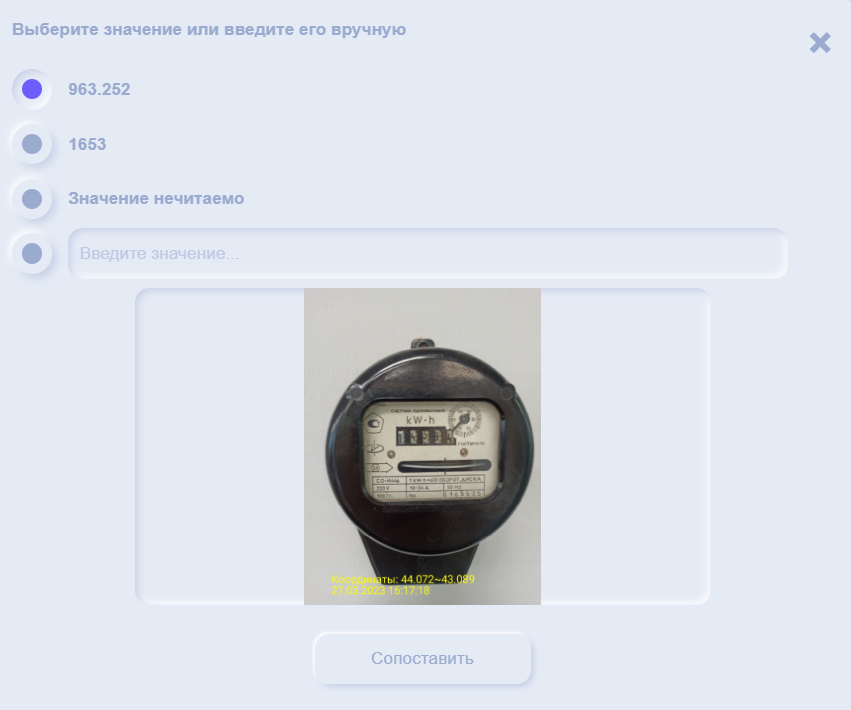 Выберите значение или введите его вручную
963.252
1653
Значение нечитаемо
Введите значение...
kW-h
220 V
Координаты: 44.072~43.089
27.03.2023 16:17:18
Сопоставить